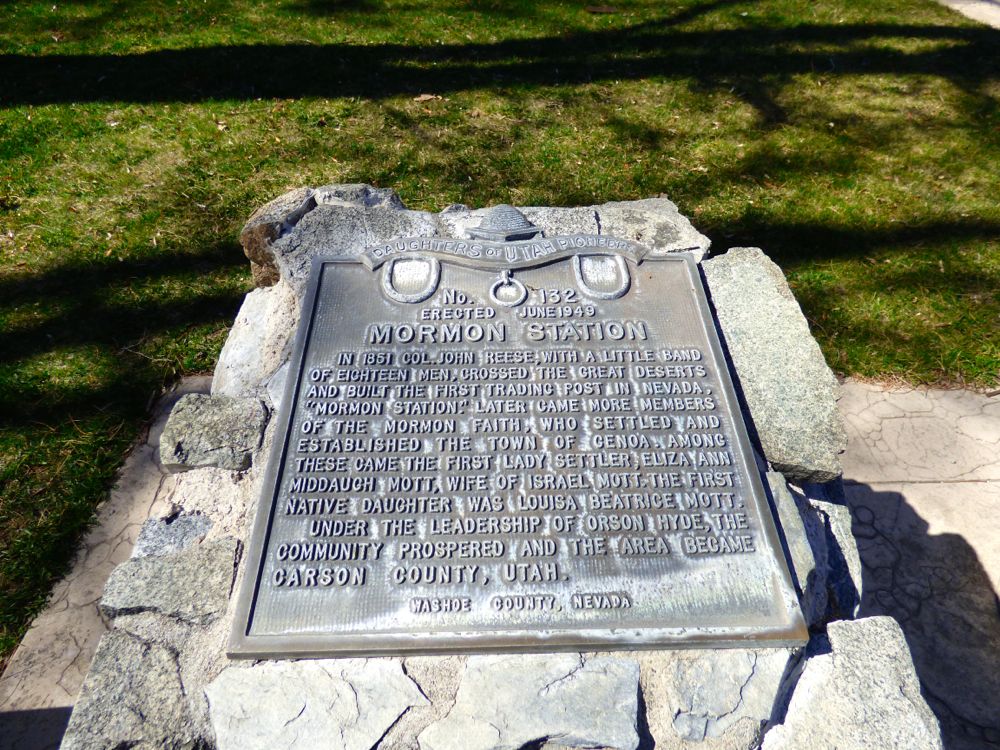 DAUGHTERS OF UTAH PIONEERS
No. 132
ERECTED JUNE 1949
MORMON STATION
IN 1851 COL. JOHN REESE, WITH A LITTLE BAND
OF EIGHTEEN MEN, CROSSED THE GREAT DESERTS
AND BUILT THE FIRST TRADING POST IN NEVADA.
"MORMON STATION." LATER CAME MORE MEMBERS
OF THE MORMON FAITH, WHO SETTLED AND
ESTABLISHED THE TOWN OF GENOA. AMONG
THESE CAME THE FIRST LADY SETTLER, ELIZA ANN
MIDDAUGH MOTT, WIFE OF ISRAEL MOTT. THE FIRST
NATIVE DAUGHTER WAS LOUISA BEATRICE MOTT.
UNDER THE LEADERSHIP OF ORSON HYDE, THE
COMMUNITY PROSPERED AND THE AREA BECAME
CARSON COUNTY, UTAH.
WASHOE COUNTY, NEVADA